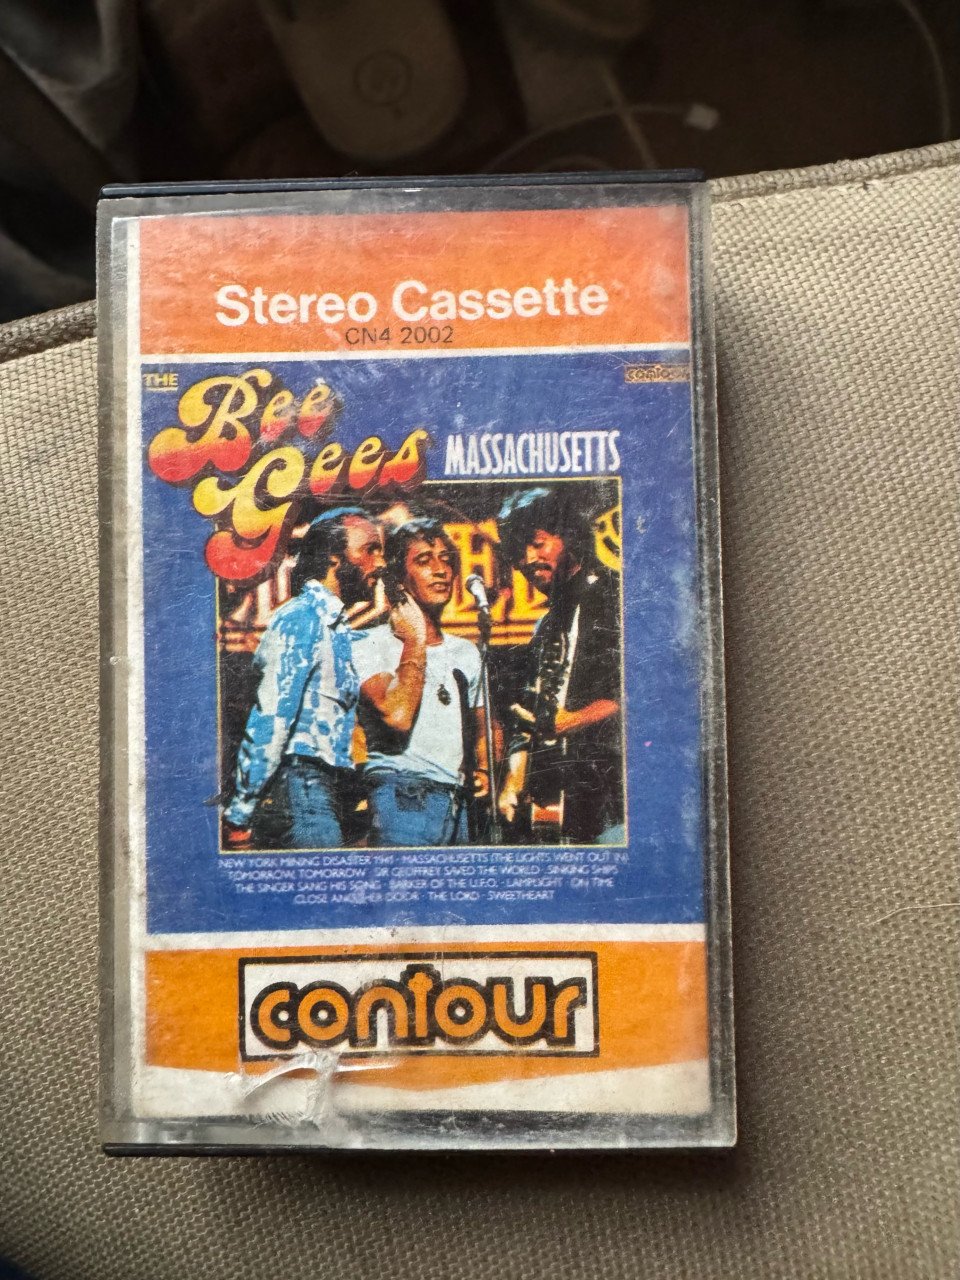 Stereo Cassette
CN4 2002
THE
contour
Bee
Gees
MASSACHUSETTS
NEW YORK MINING DISASTER 1941 · MASSACHUSETTS (THE LIGHTS WENT OUT IN)
TOMORROW, TOMORROW · SIR GEOFFREY SAVED THE WORLD · SINKING SHIPS
THE SINGER SANG HIS SONG · BARKER OF THE U.F.O. · LAMPLIGHT · ON TIME
CLOSE ANOTHER DOOR · THE LORD · SWEETHEART
contour